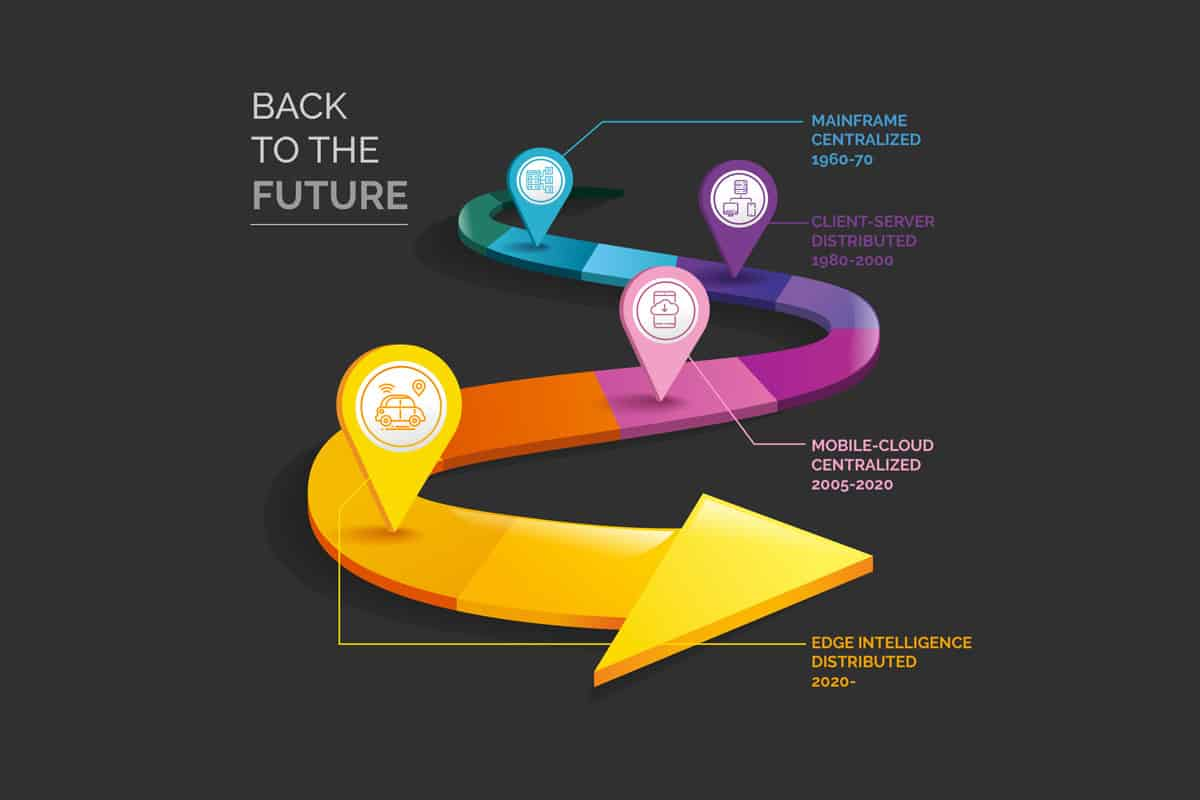 BACK
TO THE
FUTURE
MAINFRAME
CENTRALIZED
1960-70
CLIENT-SERVER
DISTRIBUTED
1980-2000
MOBILE-CLOUD
CENTRALIZED
2005-2020
EDGE INTELLIGENCE
DISTRIBUTED
2020-